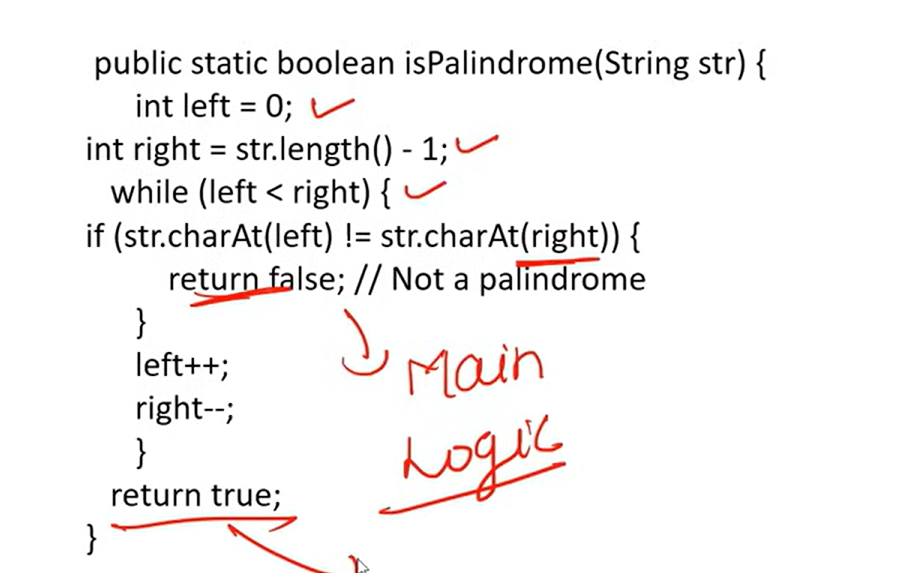 public static boolean isPalindrome(String str) {
int left = 0;
int right = str.length() - 1;
while (left < right) {
if (str.charAt(left) != str.charAt(right)) {
return false; // Not a palindrome
}
left++;
Main
right--;
Logic
}
return true;
}